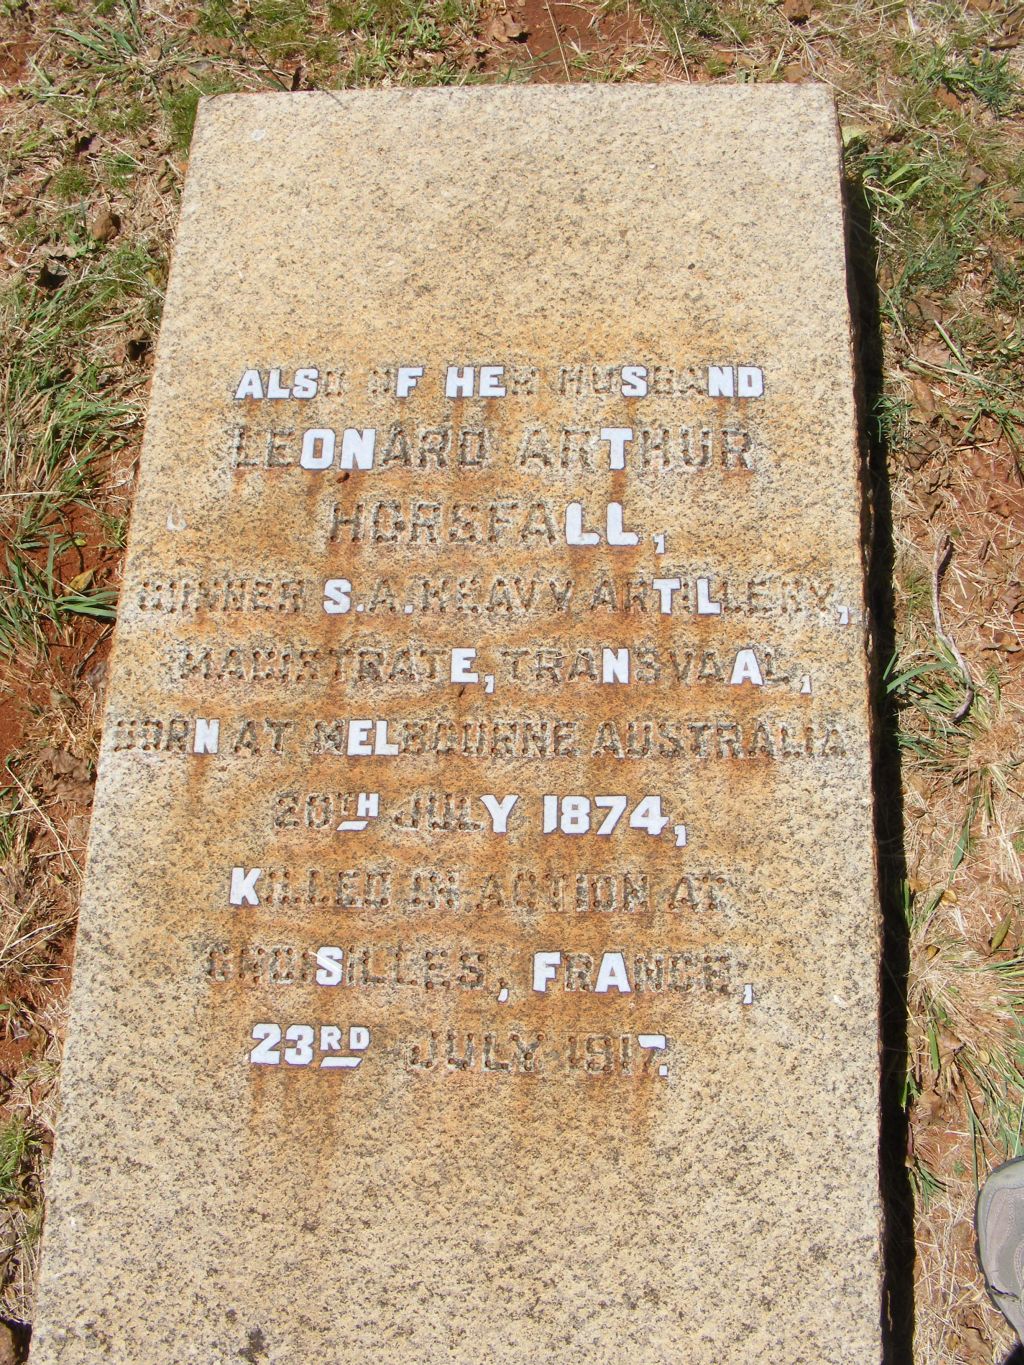 ALSO OF HER HUSBAND
LEONARD ARTHUR
HORSFALL,
GUNNER S.A. HEAVY ARTILLERY,
MAGISTRATE, TRANSVAAL,
BORN AT MELBOURNE AUSTRALIA
20TH JULY 1874,
KILLED IN ACTION AT
CROISILLES, FRANCE,
23RD JULY 1917.